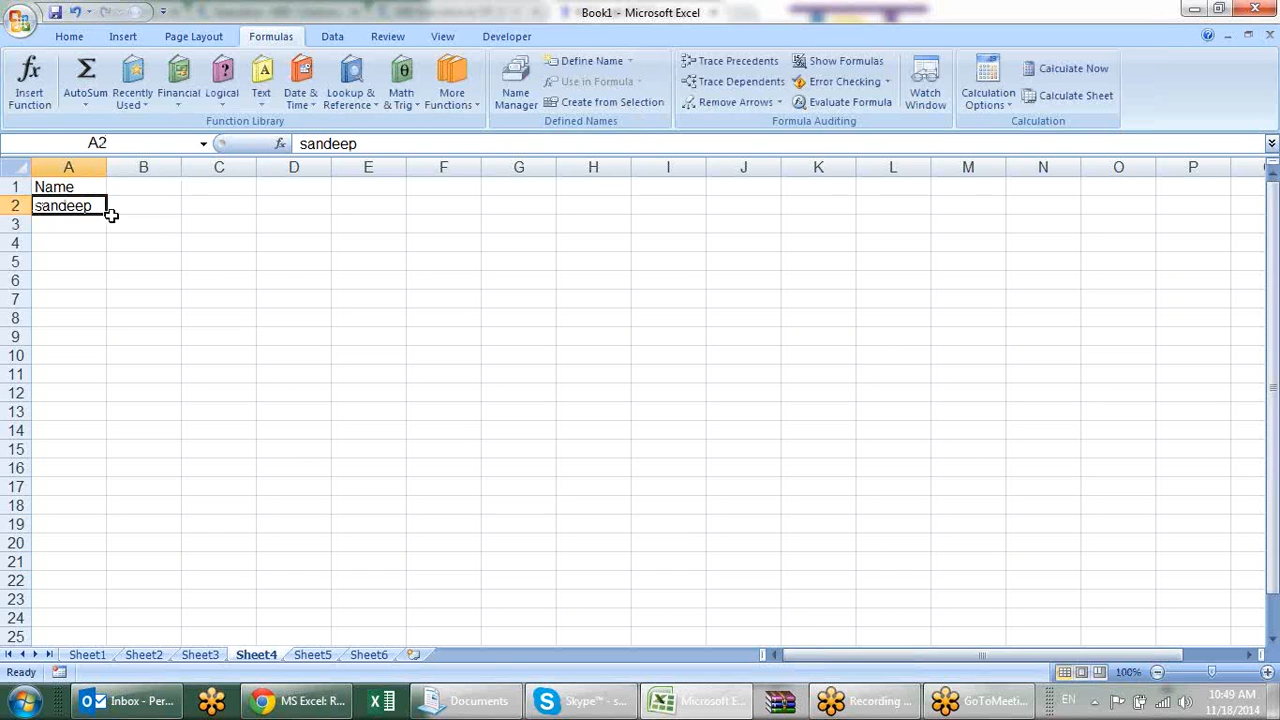 Book1 - Microsoft Excel
Home Insert Page Layout Formulas Data Review View Developer
Insert Function
AutoSum
Recently Used
Financial
Logical
Text
Date & Time
Lookup & Reference
Math & Trig
More Functions
Function Library
Name Manager
Define Name
Use in Formula
Create from Selection
Defined Names
Trace Precedents
Trace Dependents
Remove Arrows
Show Formulas
Error Checking
Evaluate Formula
Formula Auditing
Watch Window
Calculation Options
Calculate Now
Calculate Sheet
Calculation
A2 fx sandeep
A B C D E F G H I J K L M N O P
1 Name
2 sandeep
3
4
5
6
7
8
9
10
11
12
13
14
15
16
17
18
19
20
21
22
23
24
25
Sheet1 Sheet2 Sheet3 Sheet4 Sheet5 Sheet6
Ready 100%
Inbox - Per... MS Excel: R... Documents Skype™ - s... Microsoft E... Recording ... GoToMeeti... EN 10:49 AM
11/18/2014